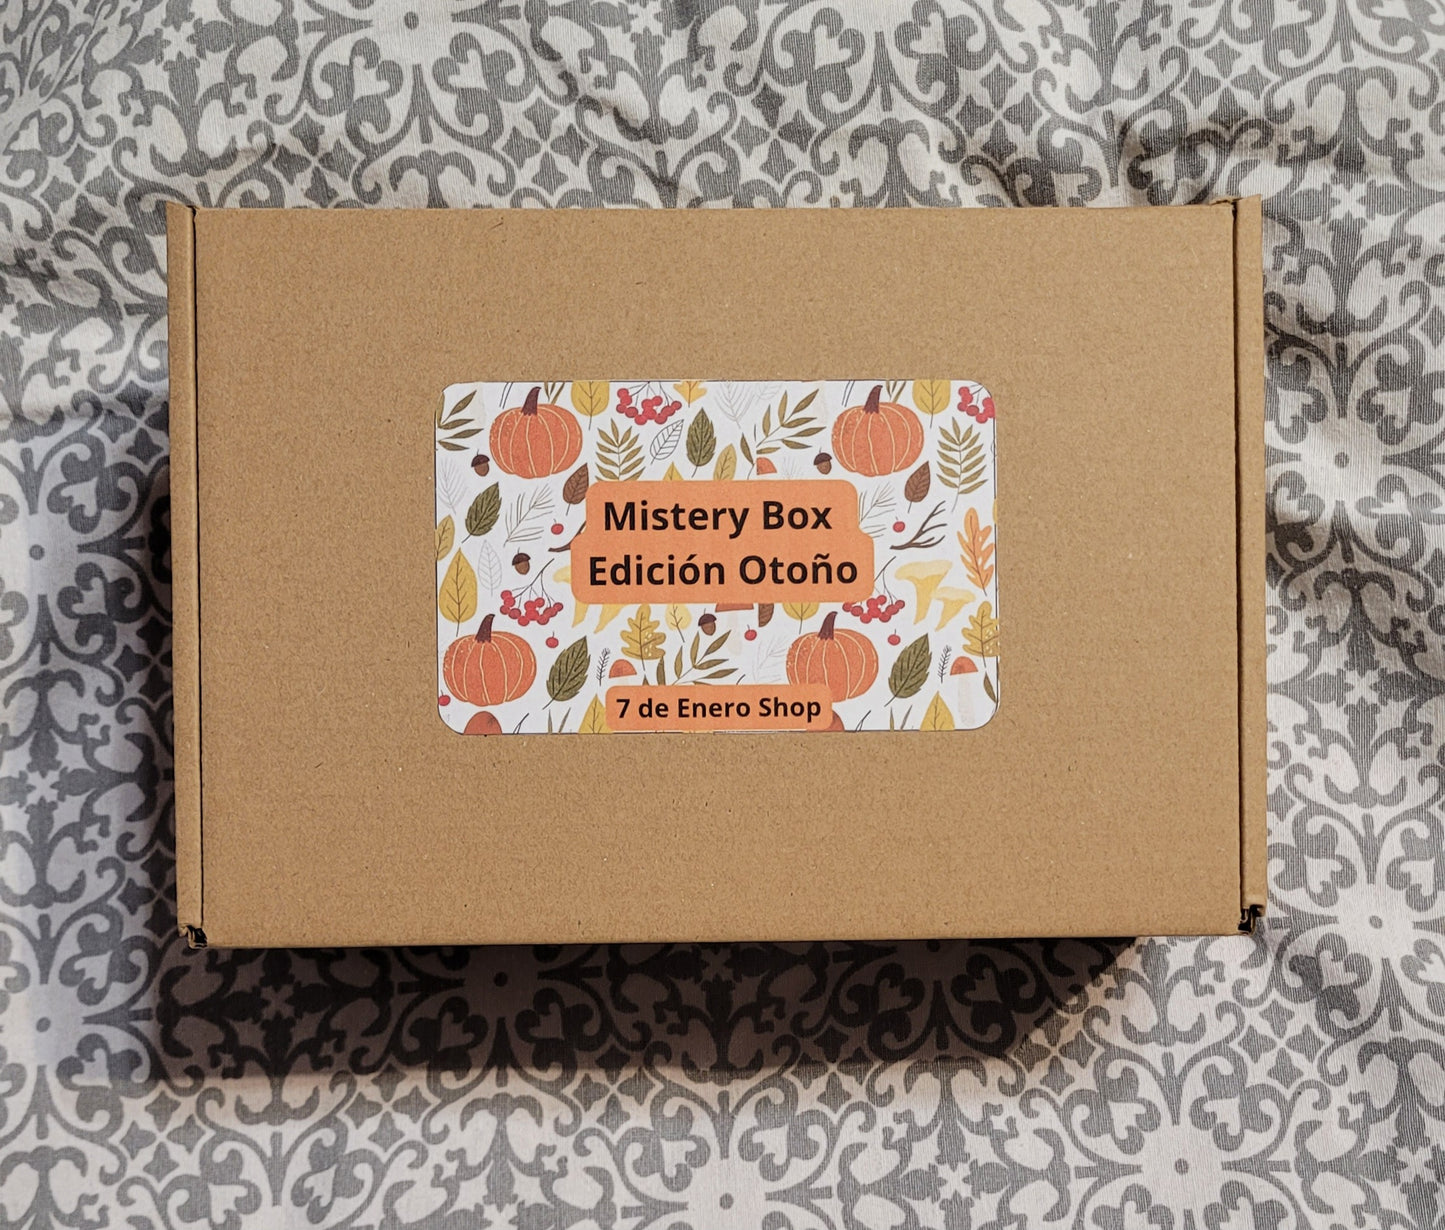 Mistery Box
Edición Otoño
7 de Enero Shop